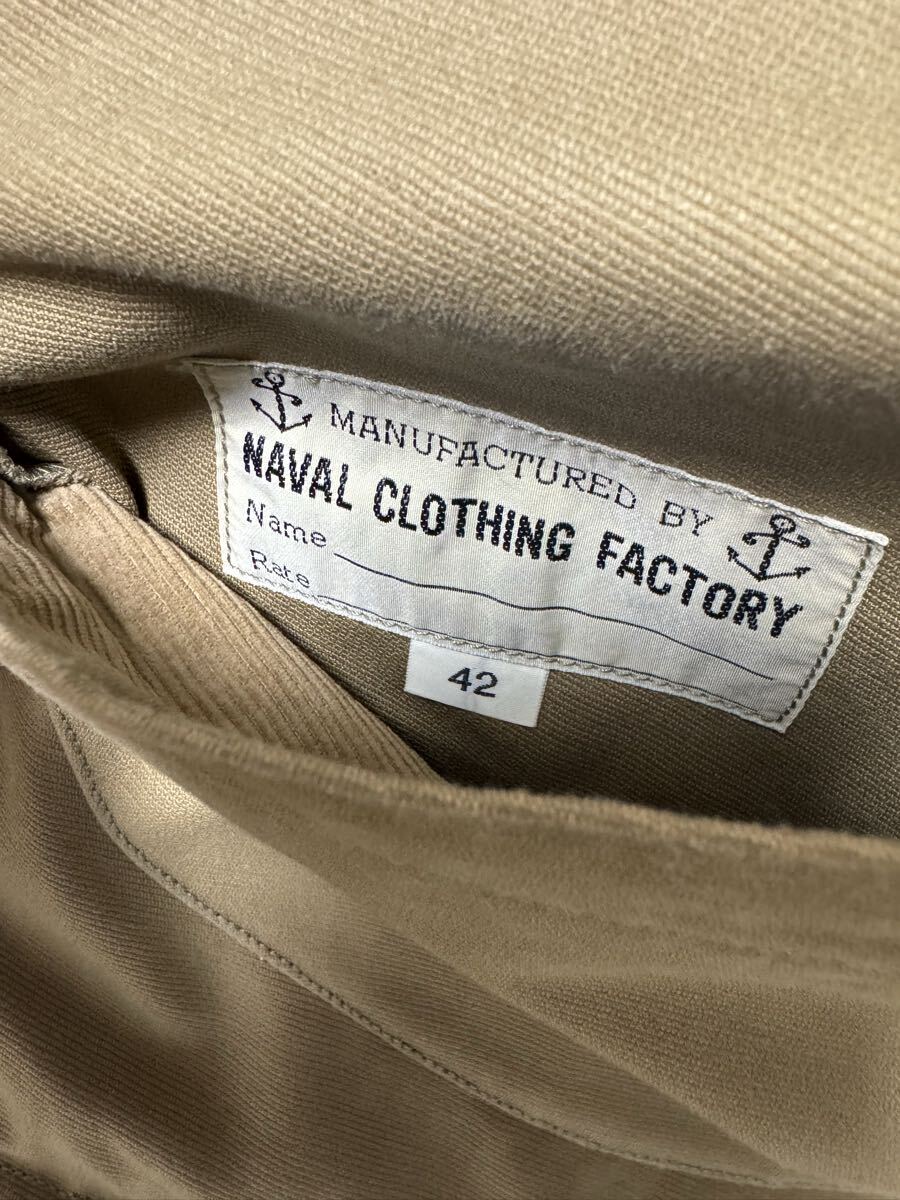 MANUFACTURED BY
NAVAL CLOTHING FACTORY
Name
Rate
42